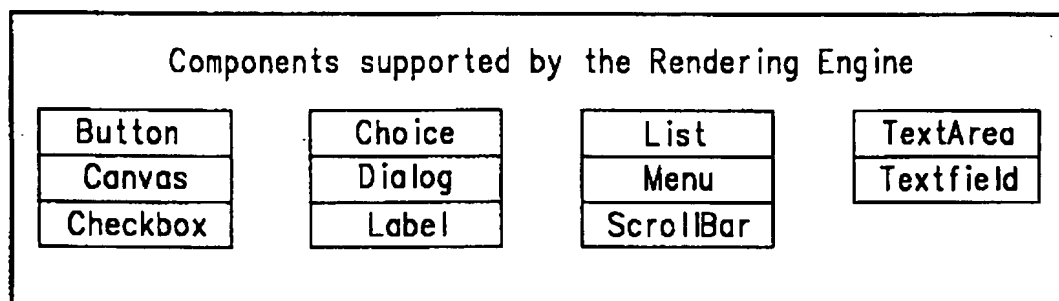 Components supported by the Rendering Engine
Button
Canvas
Checkbox
Choice
Dialog
Label
List
Menu
ScrollBar
TextArea
Textfield